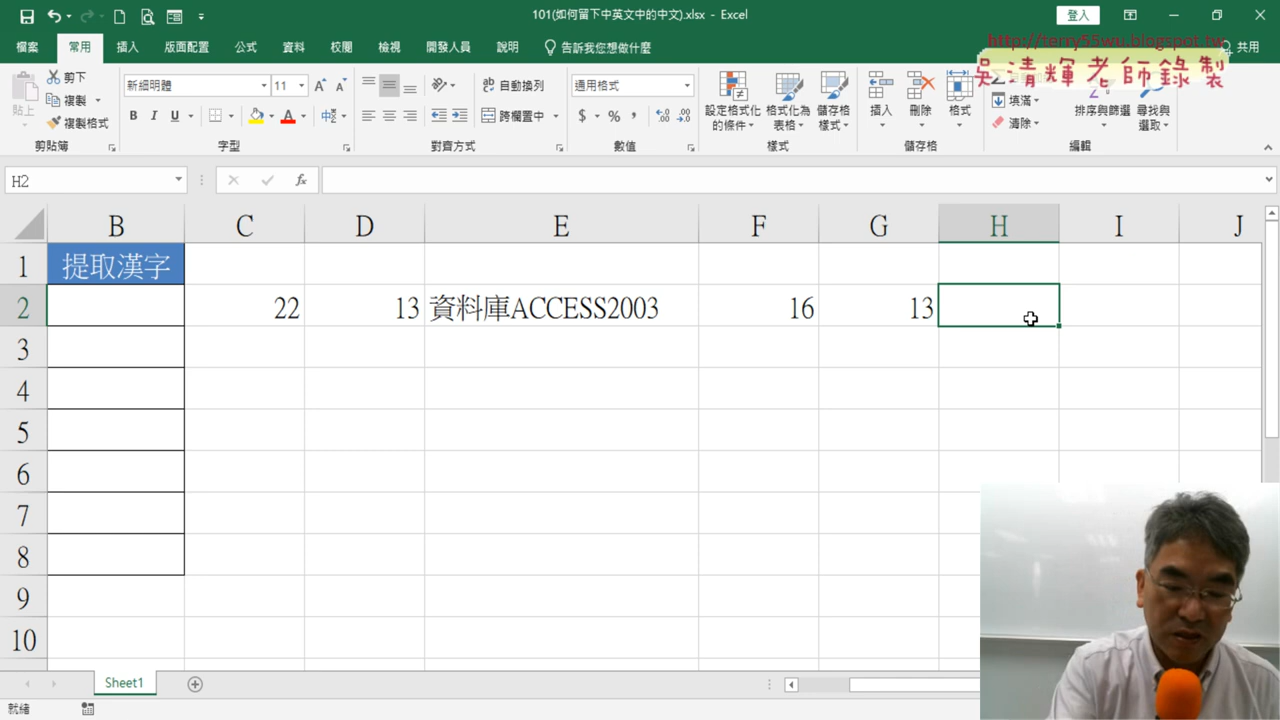 101(如何留下中英文中的中文).xlsx - Excel
登入
檔案 常用 插入 版面配置 公式 資料 校閱 檢視 開發人員 說明 告訴我您想做什麼 共用
http://terry55wu.blogspot.tw
吳清輝老師錄製
貼上 剪下 複製 複製格式
新細明體 11
B I U A 中
自動換列
跨欄置中
通用格式
$ % ,
設定格式化的條件 格式化為表格 儲存格樣式
插入 刪除 格式
填滿 清除
排序與篩選 尋找與選取
剪貼簿 字型 對齊方式 數值 樣式 儲存格 編輯
H2 fx
B C D E F G H I J
1 提取漢字
2 22 13 資料庫ACCESS2003 16 13
3
4
5
6
7
8
9
10
Sheet1
就緒